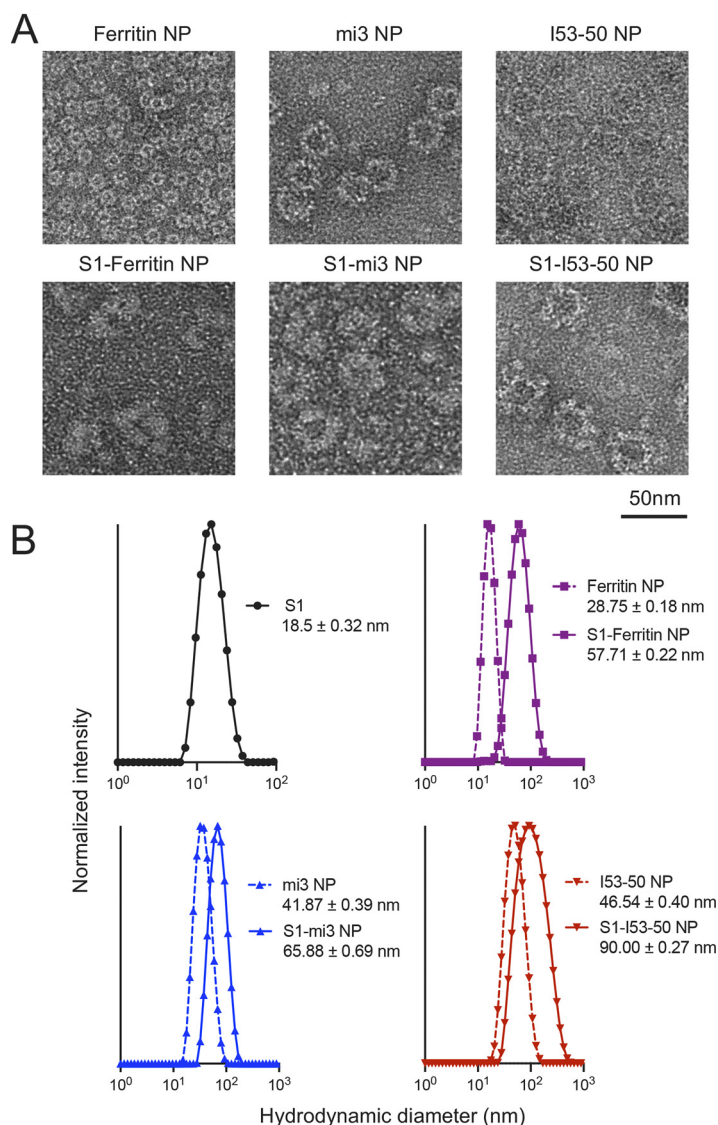 A
Ferritin NP
mi3 NP
I53-50 NP
S1-Ferritin NP
S1-mi3 NP
S1-I53-50 NP
50nm
B
Normalized intensity
S1
18.5 ± 0.32 nm
10⁰ 10¹ 10²
Ferritin NP
28.75 ± 0.18 nm
S1-Ferritin NP
57.71 ± 0.22 nm
10⁰ 10¹ 10² 10³
mi3 NP
41.87 ± 0.39 nm
S1-mi3 NP
65.88 ± 0.69 nm
10⁰ 10¹ 10² 10³
I53-50 NP
46.54 ± 0.40 nm
S1-I53-50 NP
90.00 ± 0.27 nm
10⁰ 10¹ 10² 10³
Hydrodynamic diameter (nm)